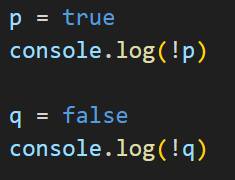 p = true
console.log(!p)
q = false
console.log(!q)